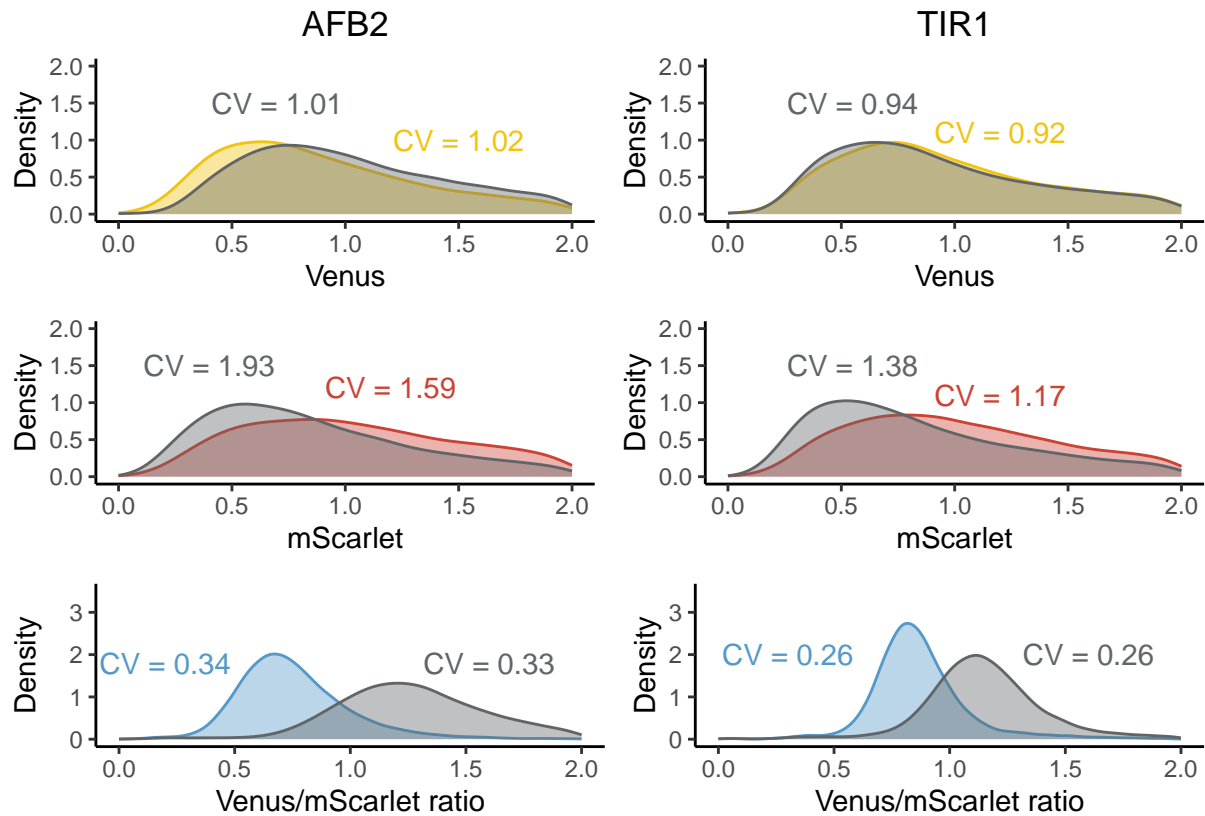 AFB2
TIR1
2.0
1.5
1.0
0.5
0.0
Density
CV = 1.01
CV = 1.02
0.0 0.5 1.0 1.5 2.0
Venus
2.0
1.5
1.0
0.5
0.0
Density
CV = 0.94
CV = 0.92
0.0 0.5 1.0 1.5 2.0
Venus
2.0
1.5
1.0
0.5
0.0
Density
CV = 1.93
CV = 1.59
0.0 0.5 1.0 1.5 2.0
mScarlet
2.0
1.5
1.0
0.5
0.0
Density
CV = 1.38
CV = 1.17
0.0 0.5 1.0 1.5 2.0
mScarlet
3
2
1
0
Density
CV = 0.34
CV = 0.33
0.0 0.5 1.0 1.5 2.0
Venus/mScarlet ratio
3
2
1
0
Density
CV = 0.26
CV = 0.26
0.0 0.5 1.0 1.5 2.0
Venus/mScarlet ratio